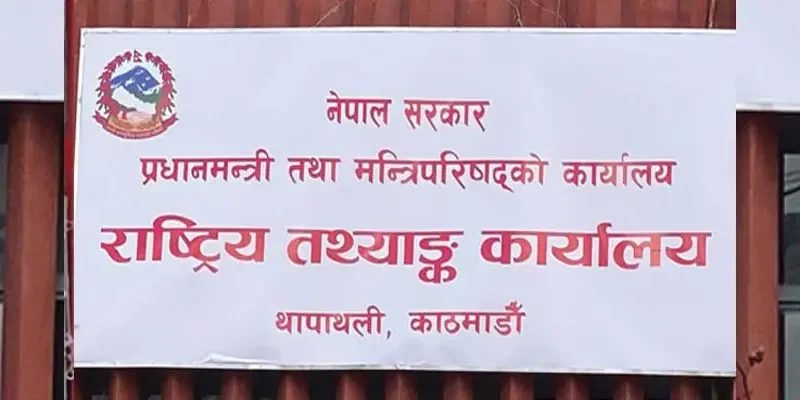 नेपाल सरकार
प्रधानमन्त्री तथा मन्त्रिपरिषद्को कार्यालय
राष्ट्रिय तथ्याङ्क कार्यालय
थापाथली, काठमाडौँ